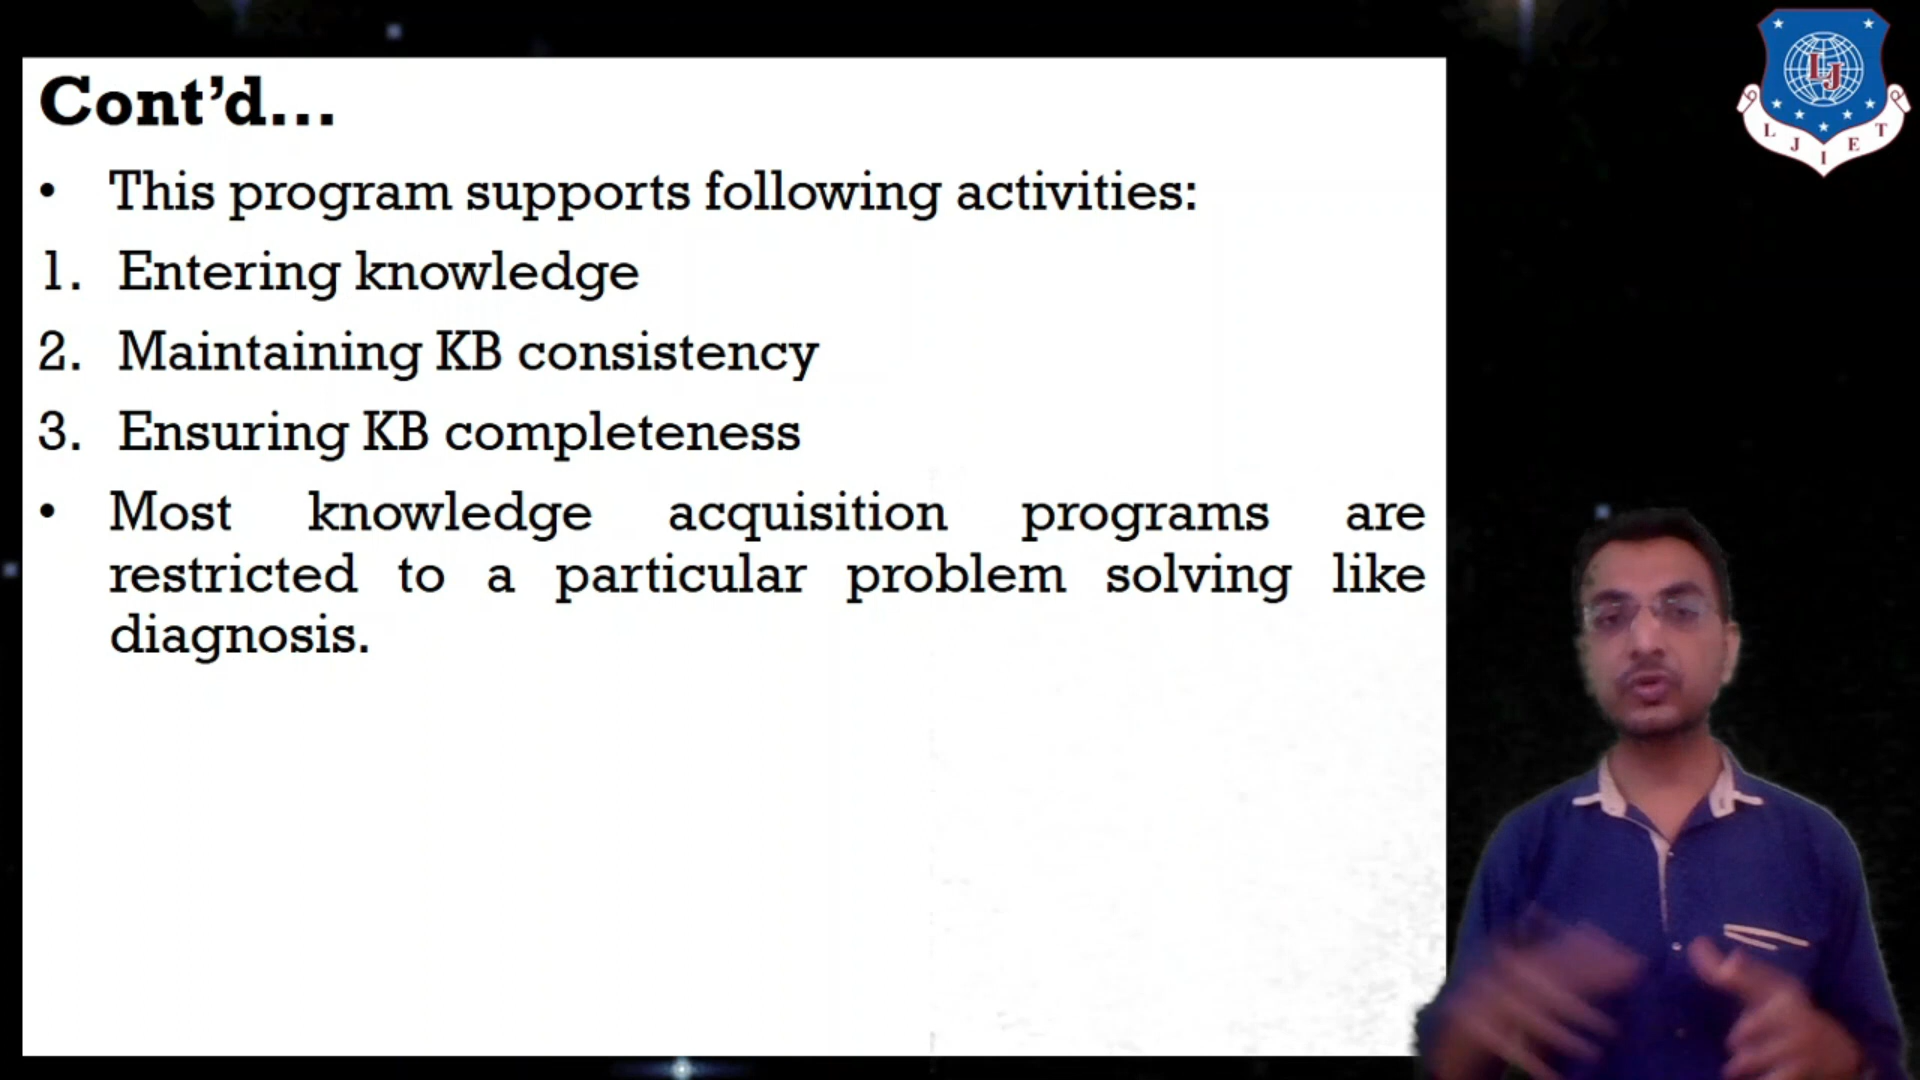 Cont’d...
• This program supports following activities:
1. Entering knowledge
2. Maintaining KB consistency
3. Ensuring KB completeness
• Most knowledge acquisition programs are
restricted to a particular problem solving like
diagnosis.
LJ
L J I E T